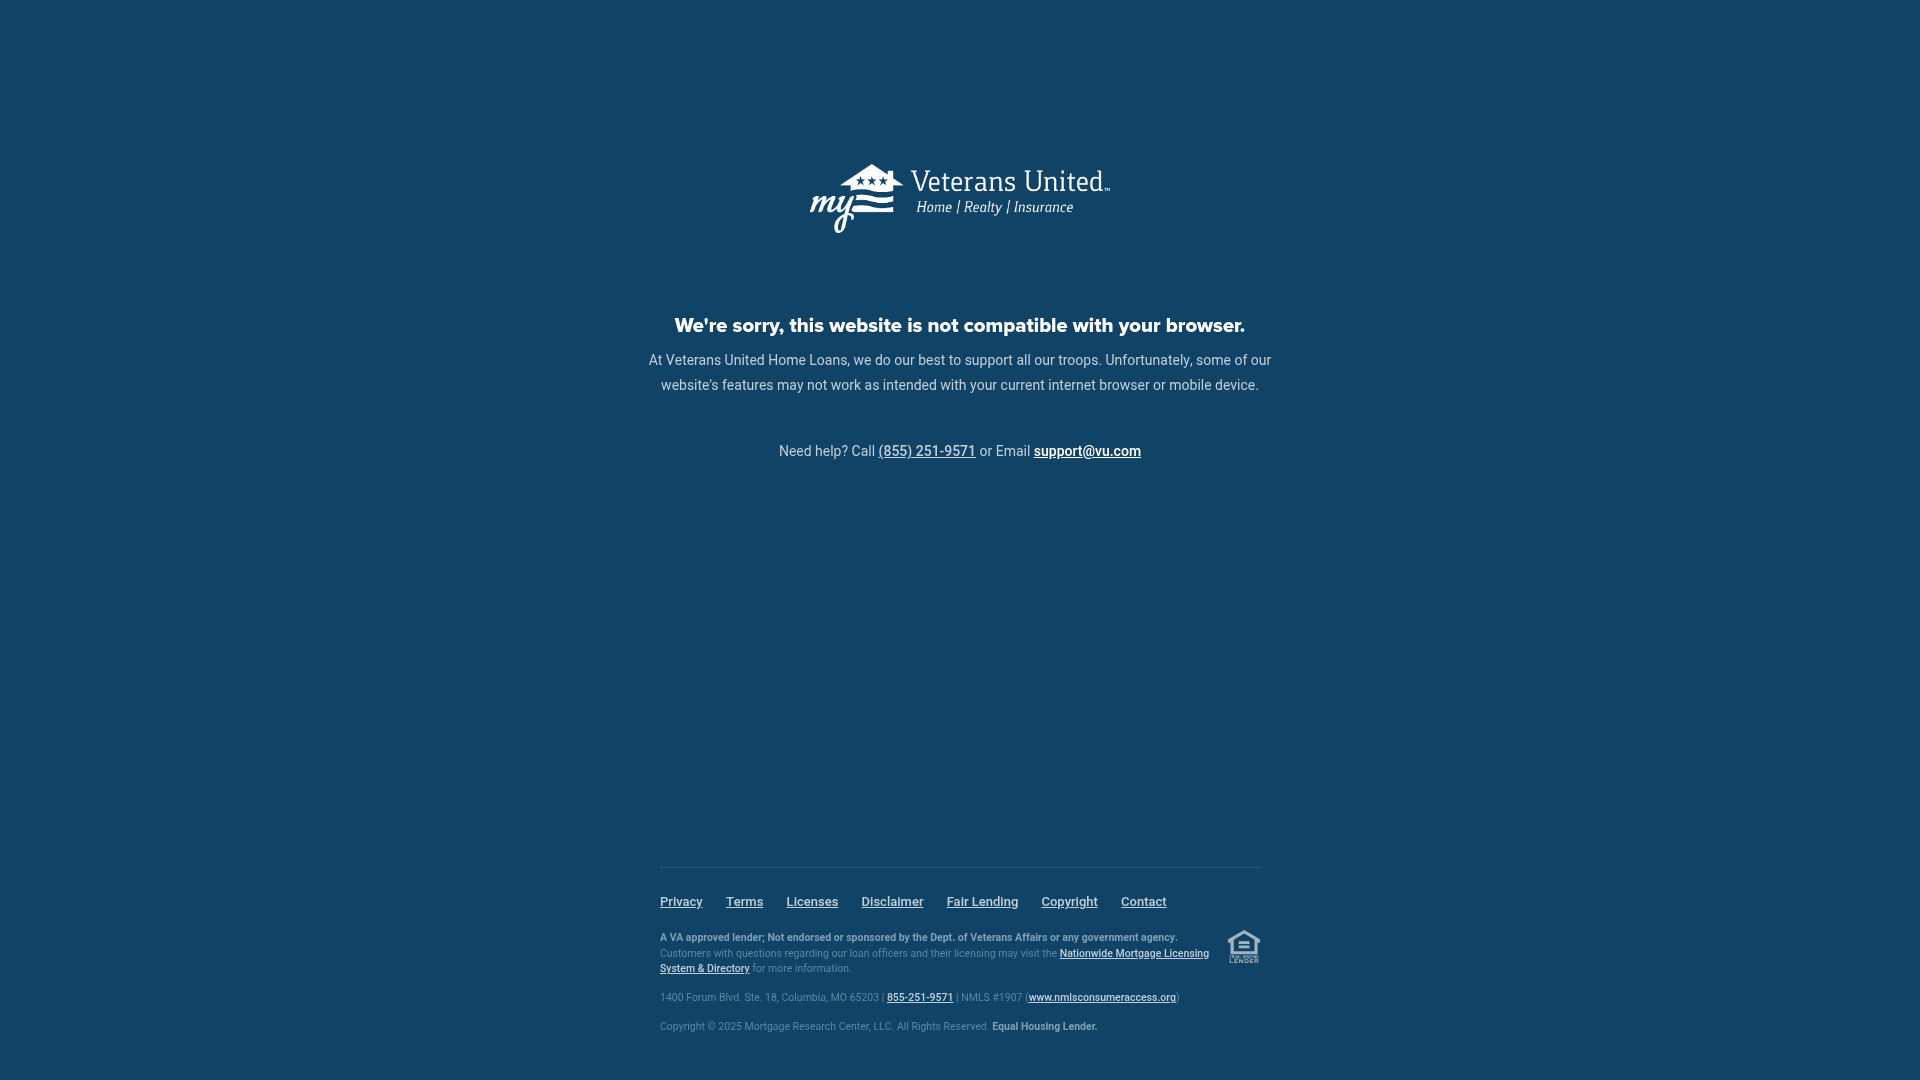 my
Veterans United™
Home | Realty | Insurance
We're sorry, this website is not compatible with your browser.
At Veterans United Home Loans, we do our best to support all our troops. Unfortunately, some of our
website's features may not work as intended with your current internet browser or mobile device.
Need help? Call (855) 251-9571 or Email support@vu.com
Privacy Terms Licenses Disclaimer Fair Lending Copyright Contact
A VA approved lender; Not endorsed or sponsored by the Dept. of Veterans Affairs or any government agency.
Customers with questions regarding our loan officers and their licensing may visit the Nationwide Mortgage Licensing
System & Directory for more information.
EQUAL HOUSING
LENDER
1400 Forum Blvd. Ste. 18, Columbia, MO 65203 | 855-251-9571 | NMLS #1907 (www.nmlsconsumeraccess.org)
Copyright © 2025 Mortgage Research Center, LLC. All Rights Reserved. Equal Housing Lender.